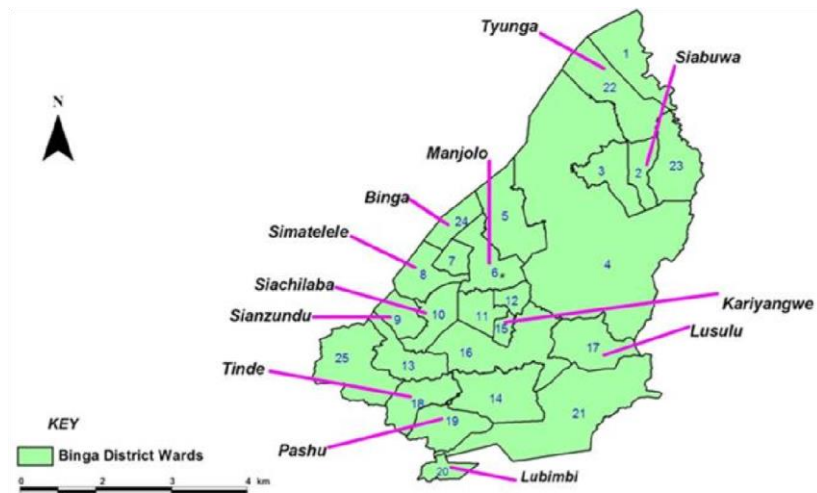 Tyunga
1
Siabuwa
22
N
Manjolo
3
2
23
Binga
24
5
Simatelele
7
8
6
4
Siachilaba
12
Kariyangwe
Sianzundu
9
10
11
15
Lusulu
16
17
25
13
Tinde
14
18
21
KEY
19
Pashu
Binga District Wards
20
Lubimbi
0 2 4 km